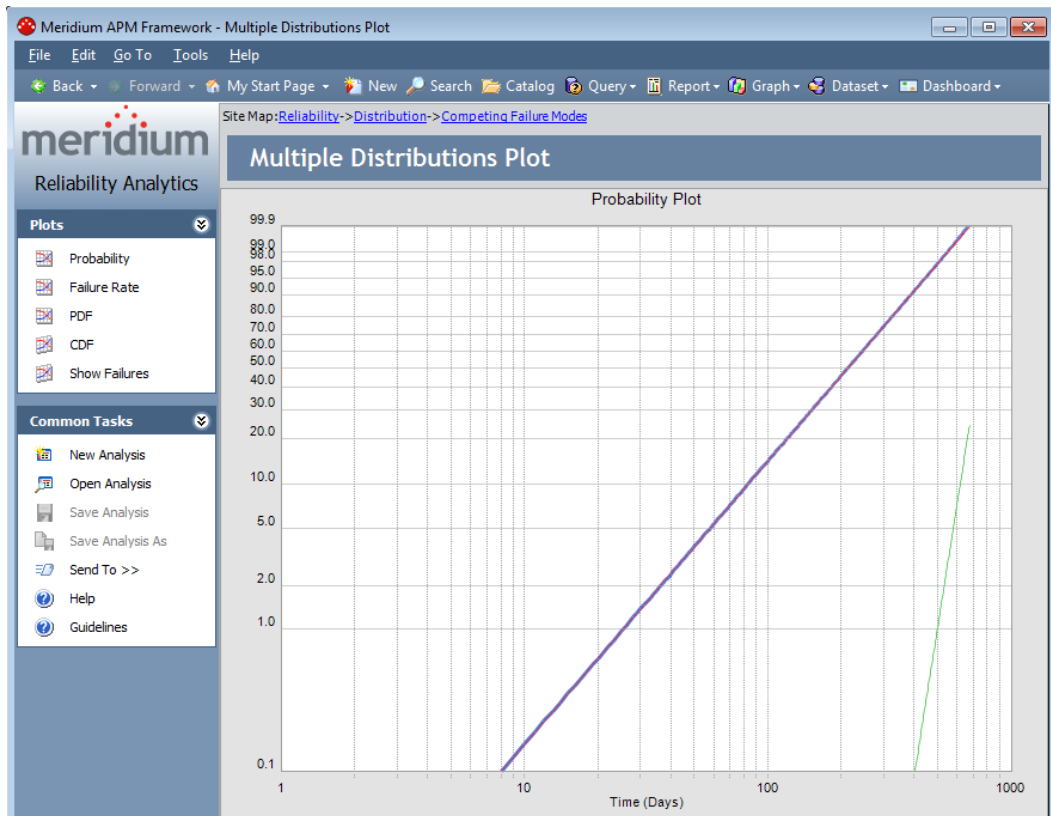 Meridium APM Framework - Multiple Distributions Plot
File Edit Go To Tools Help
Back Forward My Start Page New Search Catalog Query Report Graph Dataset Dashboard
meridium
Reliability Analytics
Site Map:Reliability->Distribution->Competing Failure Modes
Multiple Distributions Plot
Plots
Probability
Failure Rate
PDF
CDF
Show Failures
Common Tasks
New Analysis
Open Analysis
Save Analysis
Save Analysis As
Send To >>
Help
Guidelines
Probability Plot
99.9
99.0
98.0
95.0
90.0
80.0
70.0
60.0
50.0
40.0
30.0
20.0
10.0
5.0
2.0
1.0
0.1
1 10 100 1000
Time (Days)